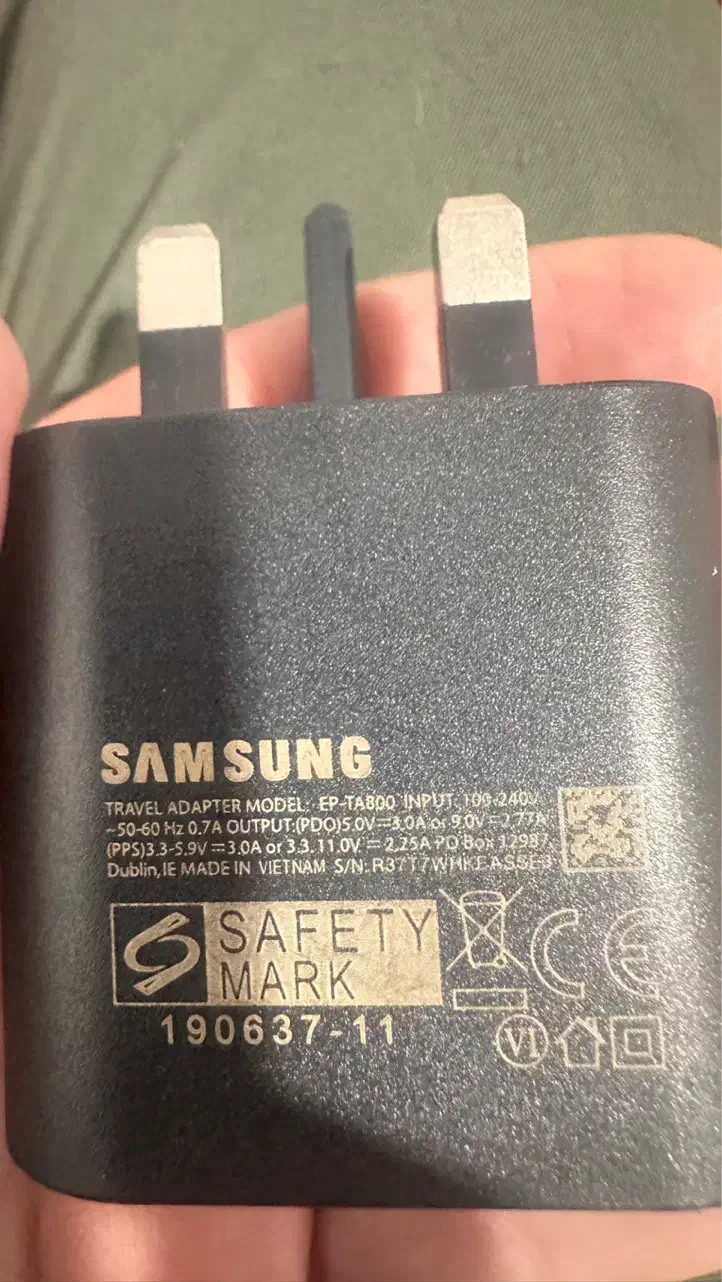 SAMSUNG
TRAVEL ADAPTER MODEL: EP-TA800 INPUT: 100-240V
~50-60 Hz 0.7A OUTPUT:(PDO)5.0V⎓3.0A or 9.0V⎓2.77A
(PPS)3.3-5.9V⎓3.0A or 3.3-11.0V⎓2.25A PO Box 12987
Dublin,IE MADE IN VIETNAM S/N:
SAFETY
MARK
CE
190637-11
VI